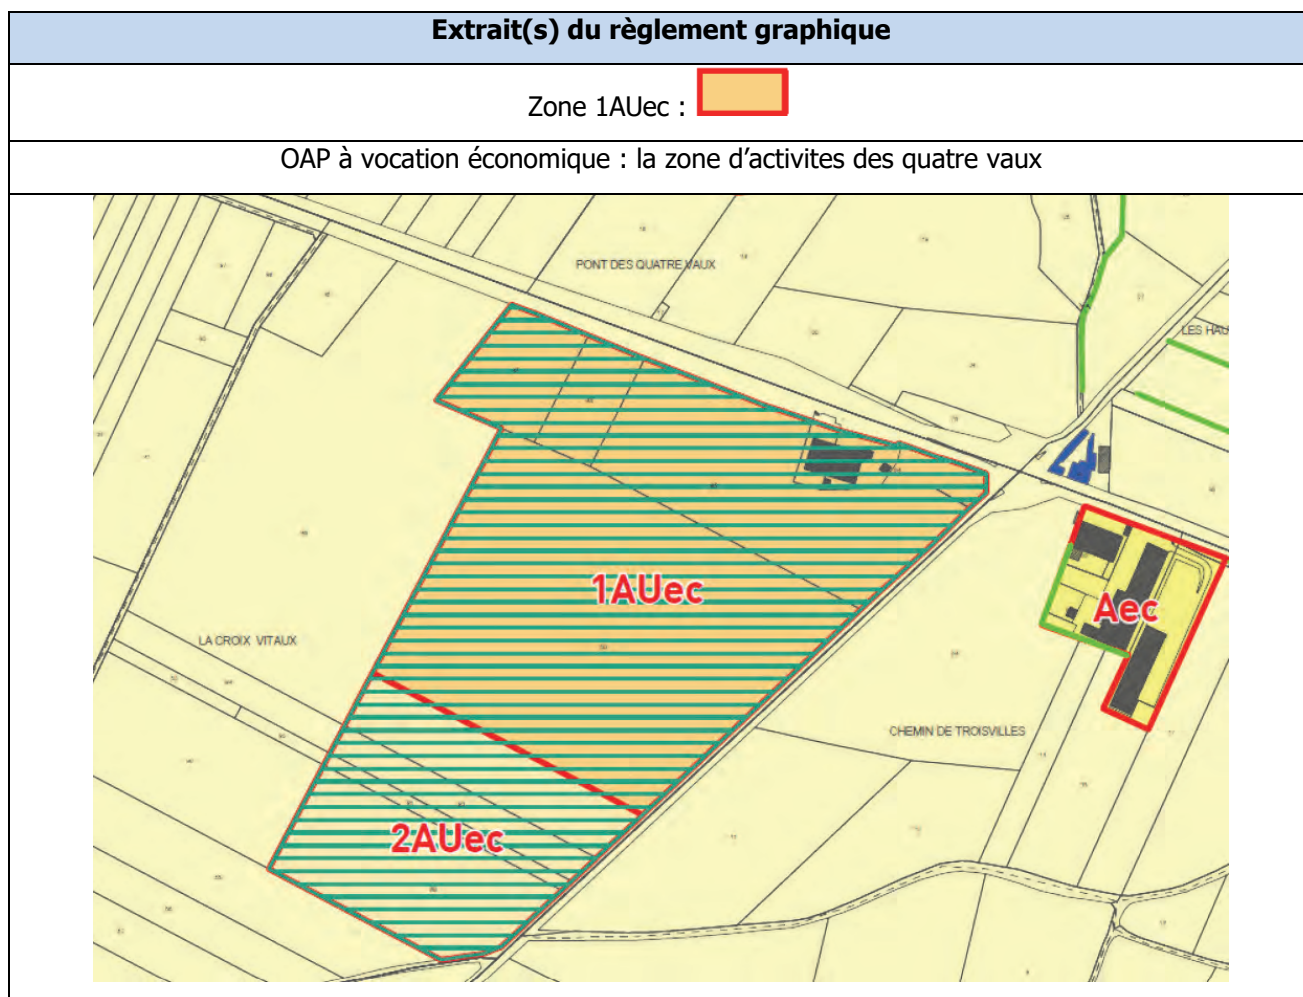 Extrait(s) du règlement graphique
Zone 1AUec :
OAP à vocation économique : la zone d'activites des quatre vaux
PONT DES QUATRE VAUX
LES HAU
1AUec
Aec
LA CROIX VITAUX
CHEMIN DE TROISVILLES
2AUec